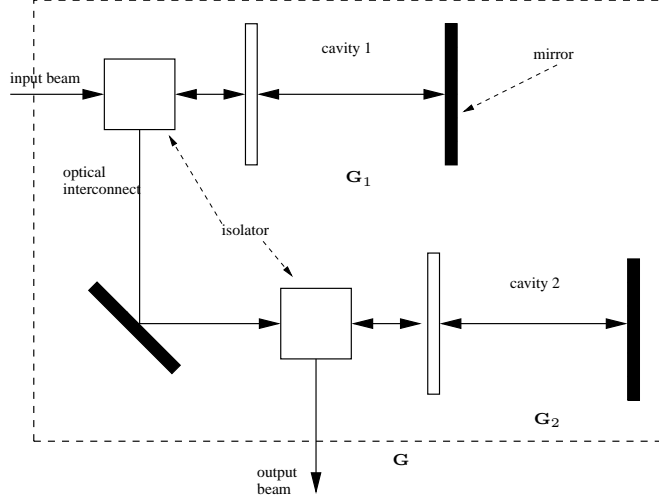 cavity 1
mirror
input beam
optical
interconnect
G1
isolator
cavity 2
G2
G
output
beam